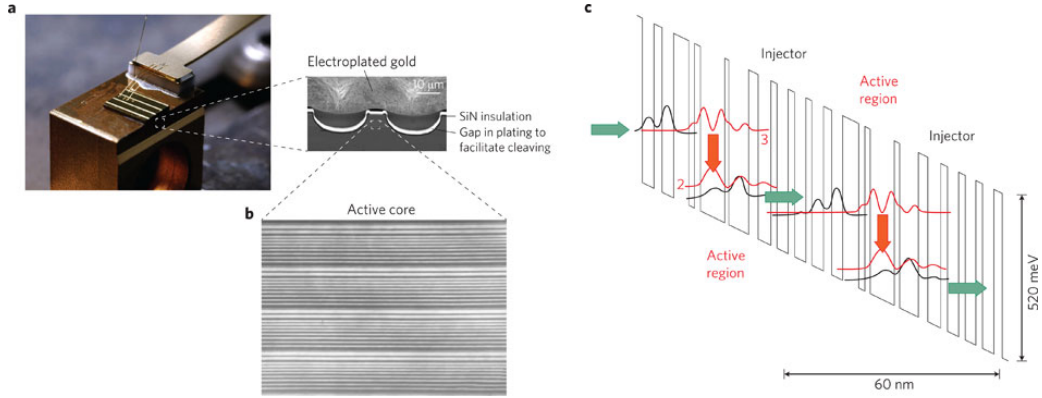 a
Electroplated gold
10 μm
SiN insulation
Gap in plating to
facilitate cleaving
b
Active core
c
Injector
Active
region
Injector
3
2
Active
region
520 meV
60 nm